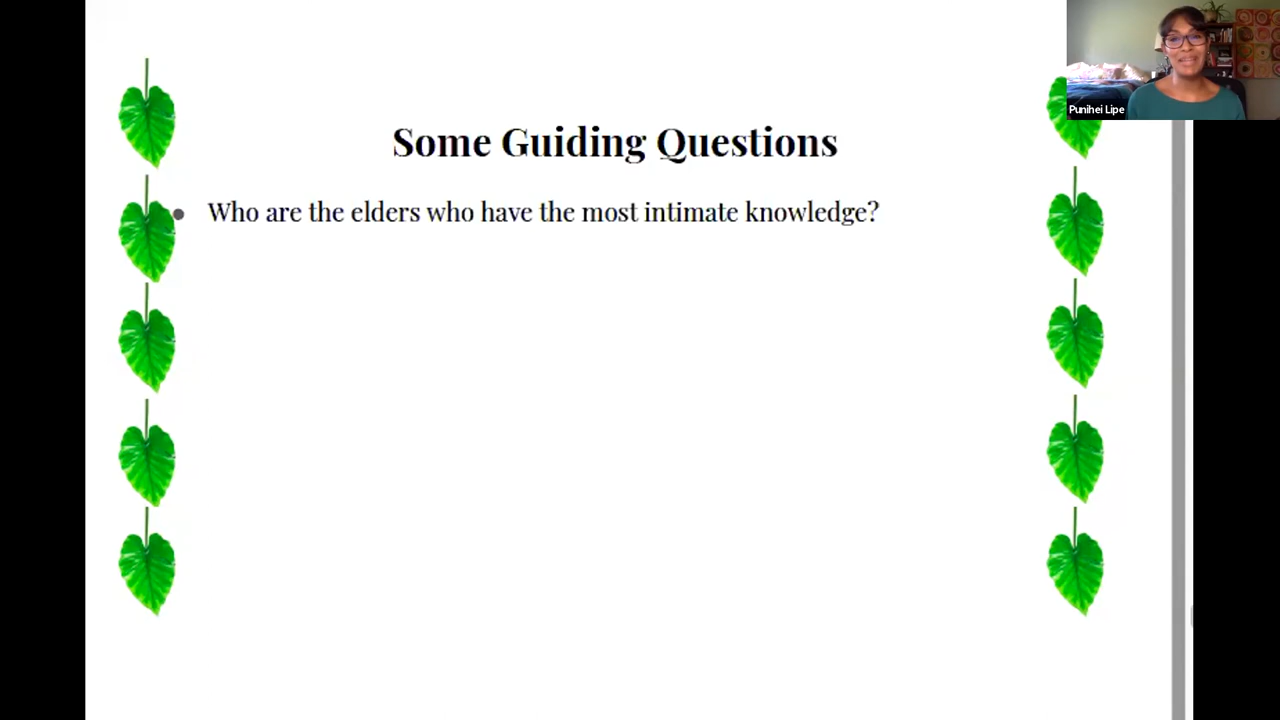 Punihei Lipe
Some Guiding Questions
• Who are the elders who have the most intimate knowledge?